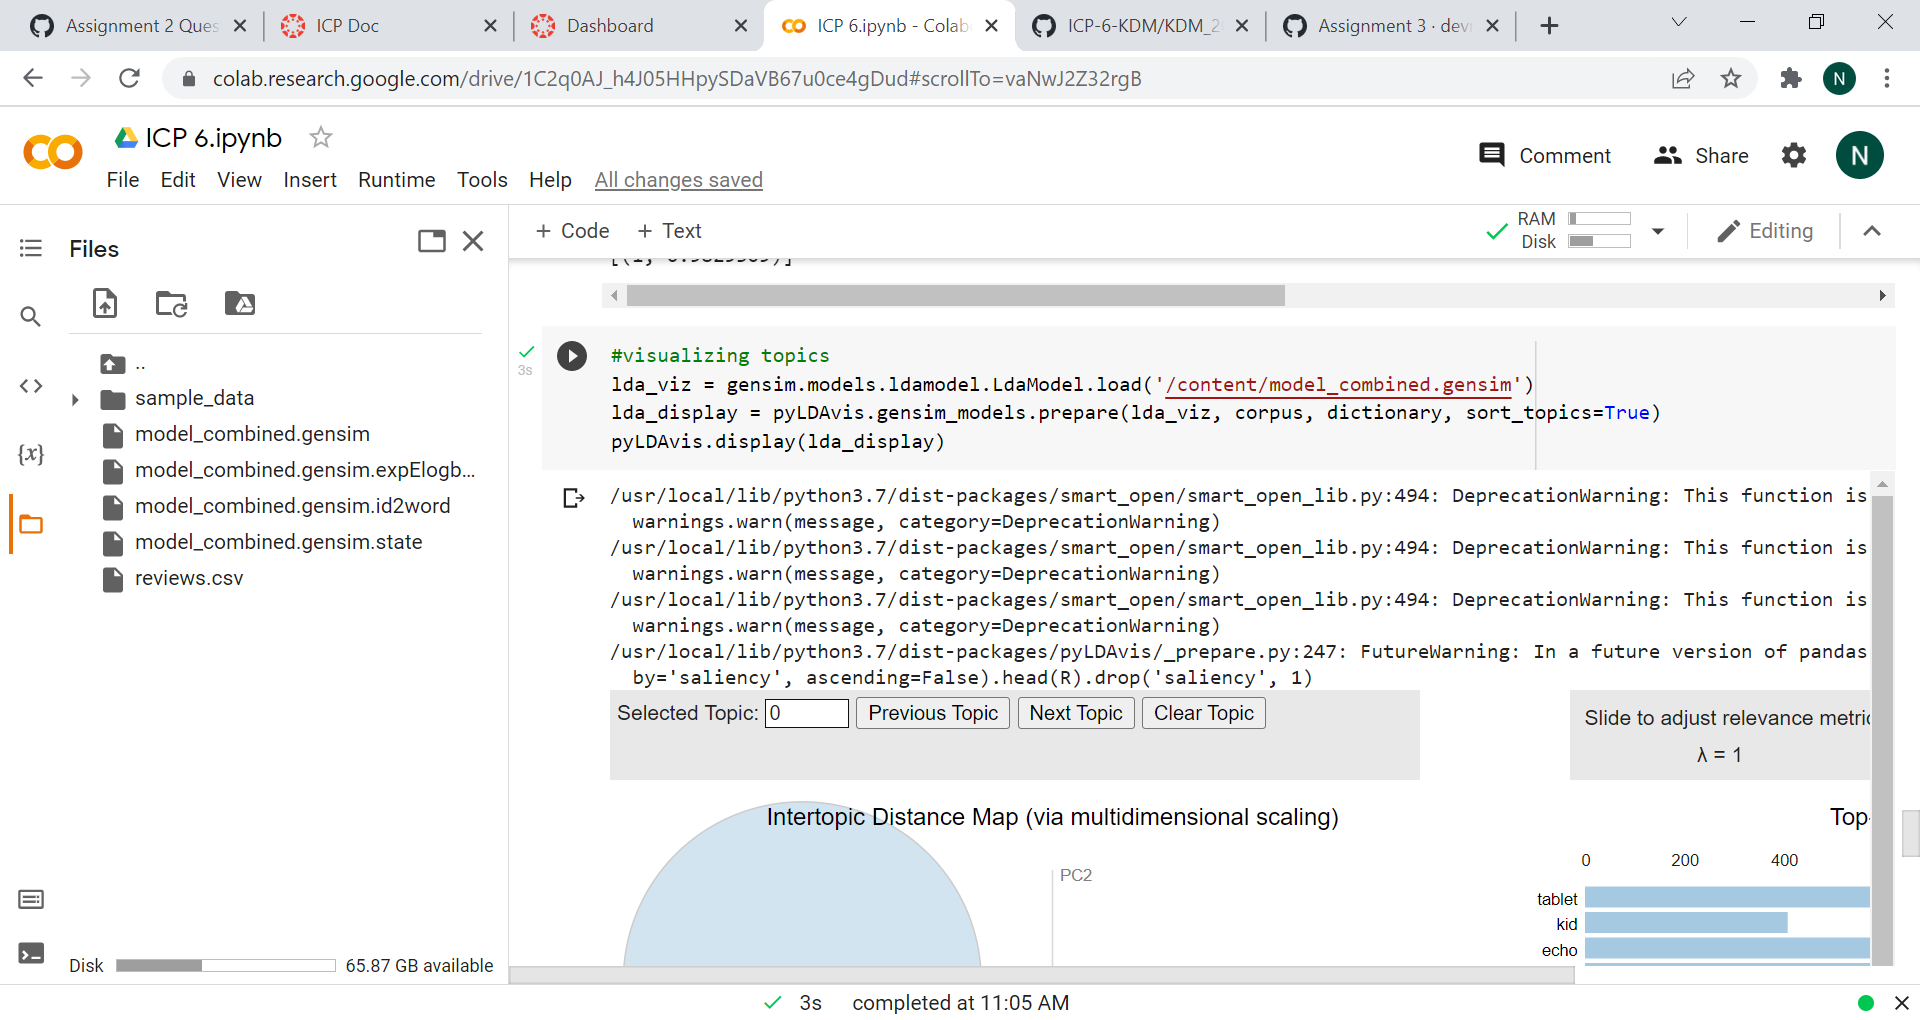 Assignment 2 Ques
ICP Doc
Dashboard
ICP 6.ipynb - Colab
ICP-6-KDM/KDM_2
Assignment 3 · dev
colab.research.google.com/drive/1C2q0AJ_h4J05HHpySDaVB67u0ce4gDud#scrollTo=vaNwJ2Z32rgB
N
ICP 6.ipynb
Comment
Share
N
File Edit View Insert Runtime Tools Help All changes saved
Files
+ Code + Text
RAM
Disk
Editing
..
sample_data
model_combined.gensim
model_combined.gensim.expElogb...
model_combined.gensim.id2word
model_combined.gensim.state
reviews.csv
Disk 65.87 GB available
3s
#visualizing topics
lda_viz = gensim.models.ldamodel.LdaModel.load('/content/model_combined.gensim')
lda_display = pyLDAvis.gensim_models.prepare(lda_viz, corpus, dictionary, sort_topics=True)
pyLDAvis.display(lda_display)
/usr/local/lib/python3.7/dist-packages/smart_open/smart_open_lib.py:494: DeprecationWarning: This function is
warnings.warn(message, category=DeprecationWarning)
/usr/local/lib/python3.7/dist-packages/smart_open/smart_open_lib.py:494: DeprecationWarning: This function is
warnings.warn(message, category=DeprecationWarning)
/usr/local/lib/python3.7/dist-packages/smart_open/smart_open_lib.py:494: DeprecationWarning: This function is
warnings.warn(message, category=DeprecationWarning)
/usr/local/lib/python3.7/dist-packages/pyLDAvis/_prepare.py:247: FutureWarning: In a future version of pandas
by='saliency', ascending=False).head(R).drop('saliency', 1)
Selected Topic: 0 Previous Topic Next Topic Clear Topic
Slide to adjust relevance metric
λ = 1
Intertopic Distance Map (via multidimensional scaling)
PC2
Top-
0 200 400
tablet
kid
echo
3s completed at 11:05 AM